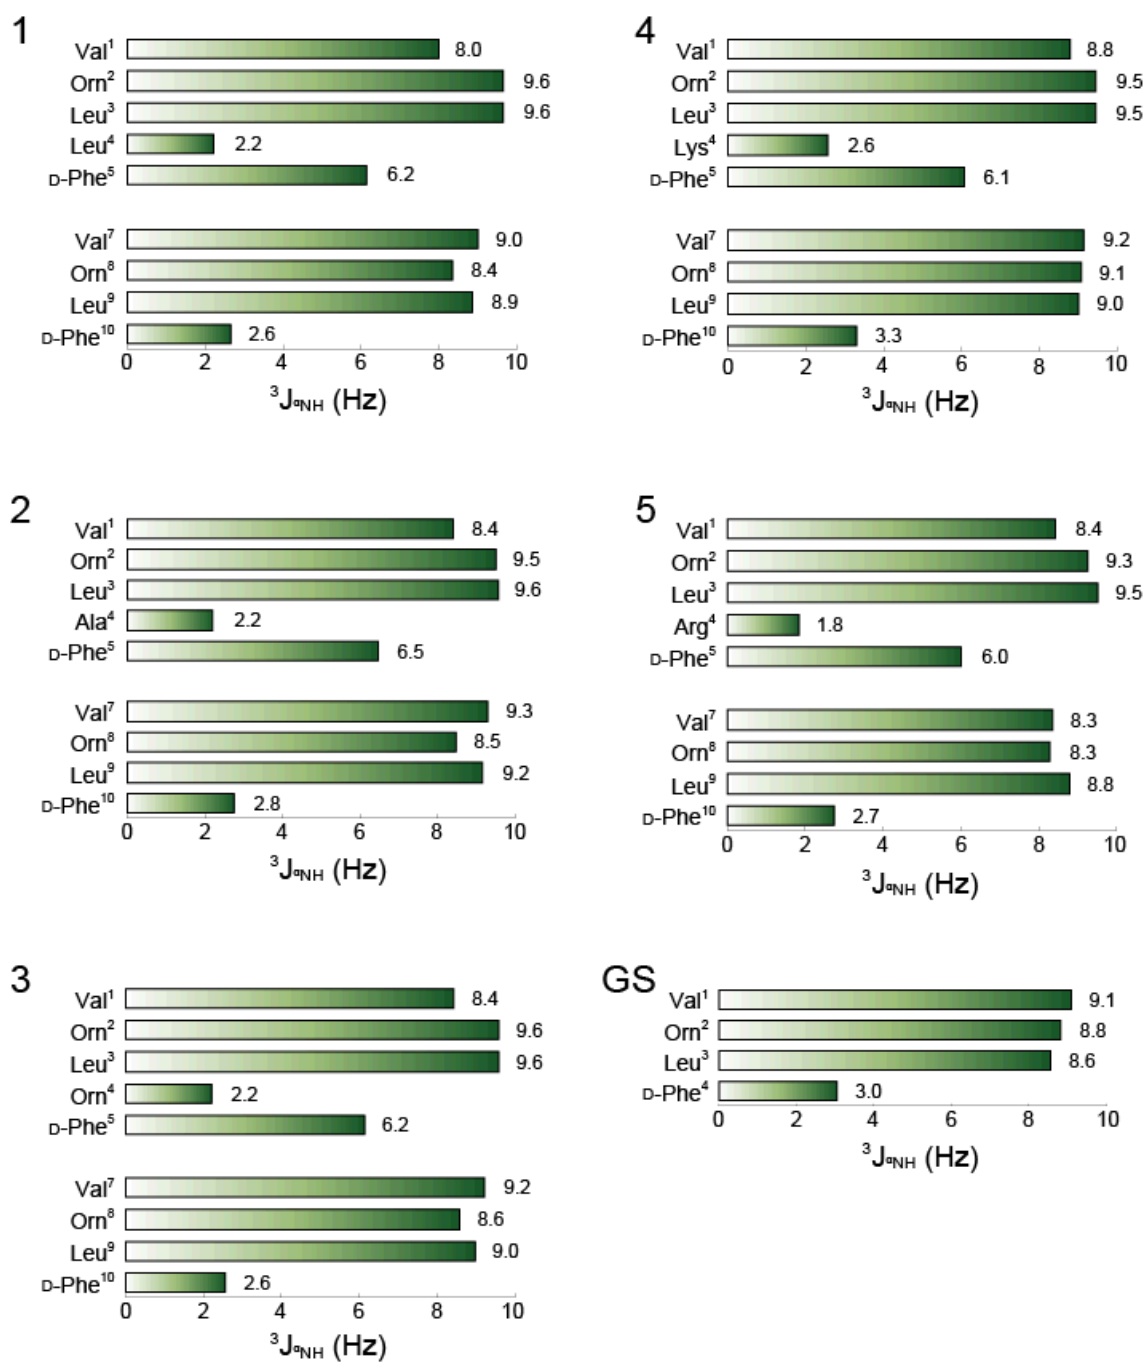 1
Val¹ 8.0
Orn² 9.6
Leu³ 9.6
Leu⁴ 2.2
D-Phe⁵ 6.2
Val⁷ 9.0
Orn⁸ 8.4
Leu⁹ 8.9
D-Phe¹⁰ 2.6
0 2 4 6 8 10
³JαNH (Hz)
2
Val¹ 8.4
Orn² 9.5
Leu³ 9.6
Ala⁴ 2.2
D-Phe⁵ 6.5
Val⁷ 9.3
Orn⁸ 8.5
Leu⁹ 9.2
D-Phe¹⁰ 2.8
0 2 4 6 8 10
³JαNH (Hz)
3
Val¹ 8.4
Orn² 9.6
Leu³ 9.6
Orn⁴ 2.2
D-Phe⁵ 6.2
Val⁷ 9.2
Orn⁸ 8.6
Leu⁹ 9.0
D-Phe¹⁰ 2.6
0 2 4 6 8 10
³JαNH (Hz)
4
Val¹ 8.8
Orn² 9.5
Leu³ 9.5
Lys⁴ 2.6
D-Phe⁵ 6.1
Val⁷ 9.2
Orn⁸ 9.1
Leu⁹ 9.0
D-Phe¹⁰ 3.3
0 2 4 6 8 10
³JαNH (Hz)
5
Val¹ 8.4
Orn² 9.3
Leu³ 9.5
Arg⁴ 1.8
D-Phe⁵ 6.0
Val⁷ 8.3
Orn⁸ 8.3
Leu⁹ 8.8
D-Phe¹⁰ 2.7
0 2 4 6 8 10
³JαNH (Hz)
GS
Val¹ 9.1
Orn² 8.8
Leu³ 8.6
D-Phe⁴ 3.0
0 2 4 6 8 10
³JαNH (Hz)